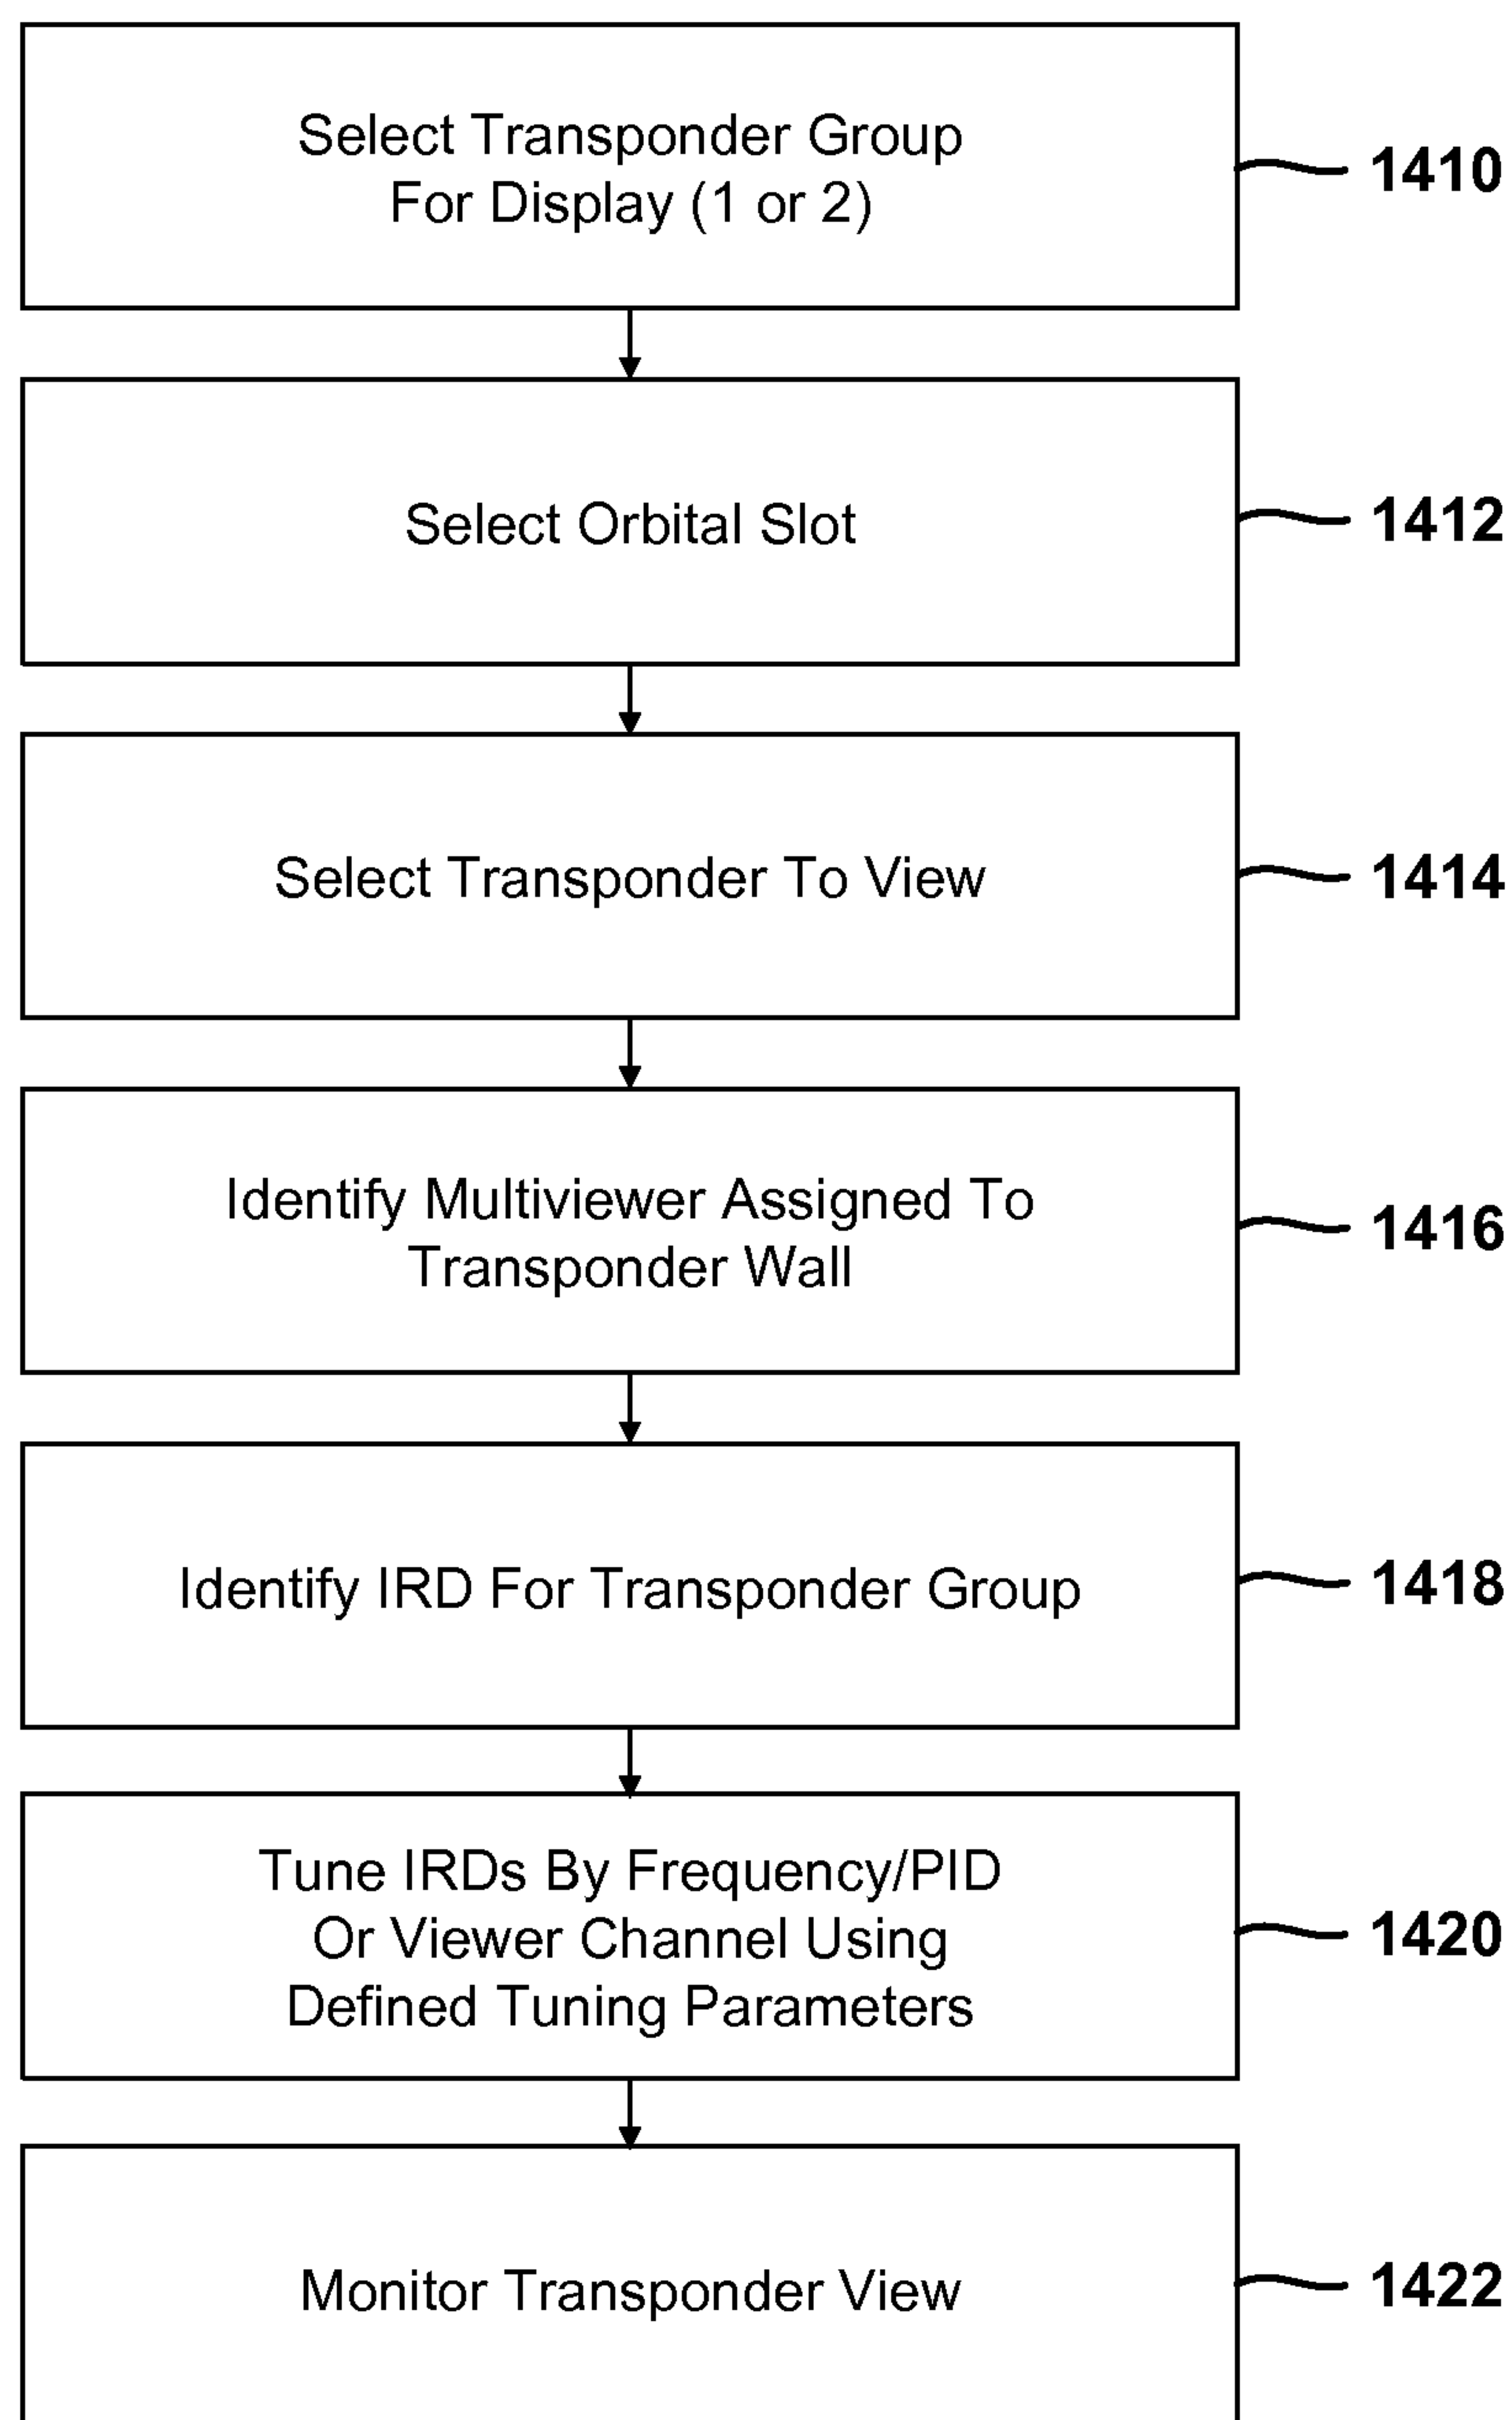 Select Transponder Group
For Display (1 or 2)
1410
Select Orbital Slot
1412
Select Transponder To View
1414
Identify Multiviewer Assigned To
Transponder Wall
1416
Identify IRD For Transponder Group
1418
Tune IRDs By Frequency/PID
Or Viewer Channel Using
Defined Tuning Parameters
1420
Monitor Transponder View
1422